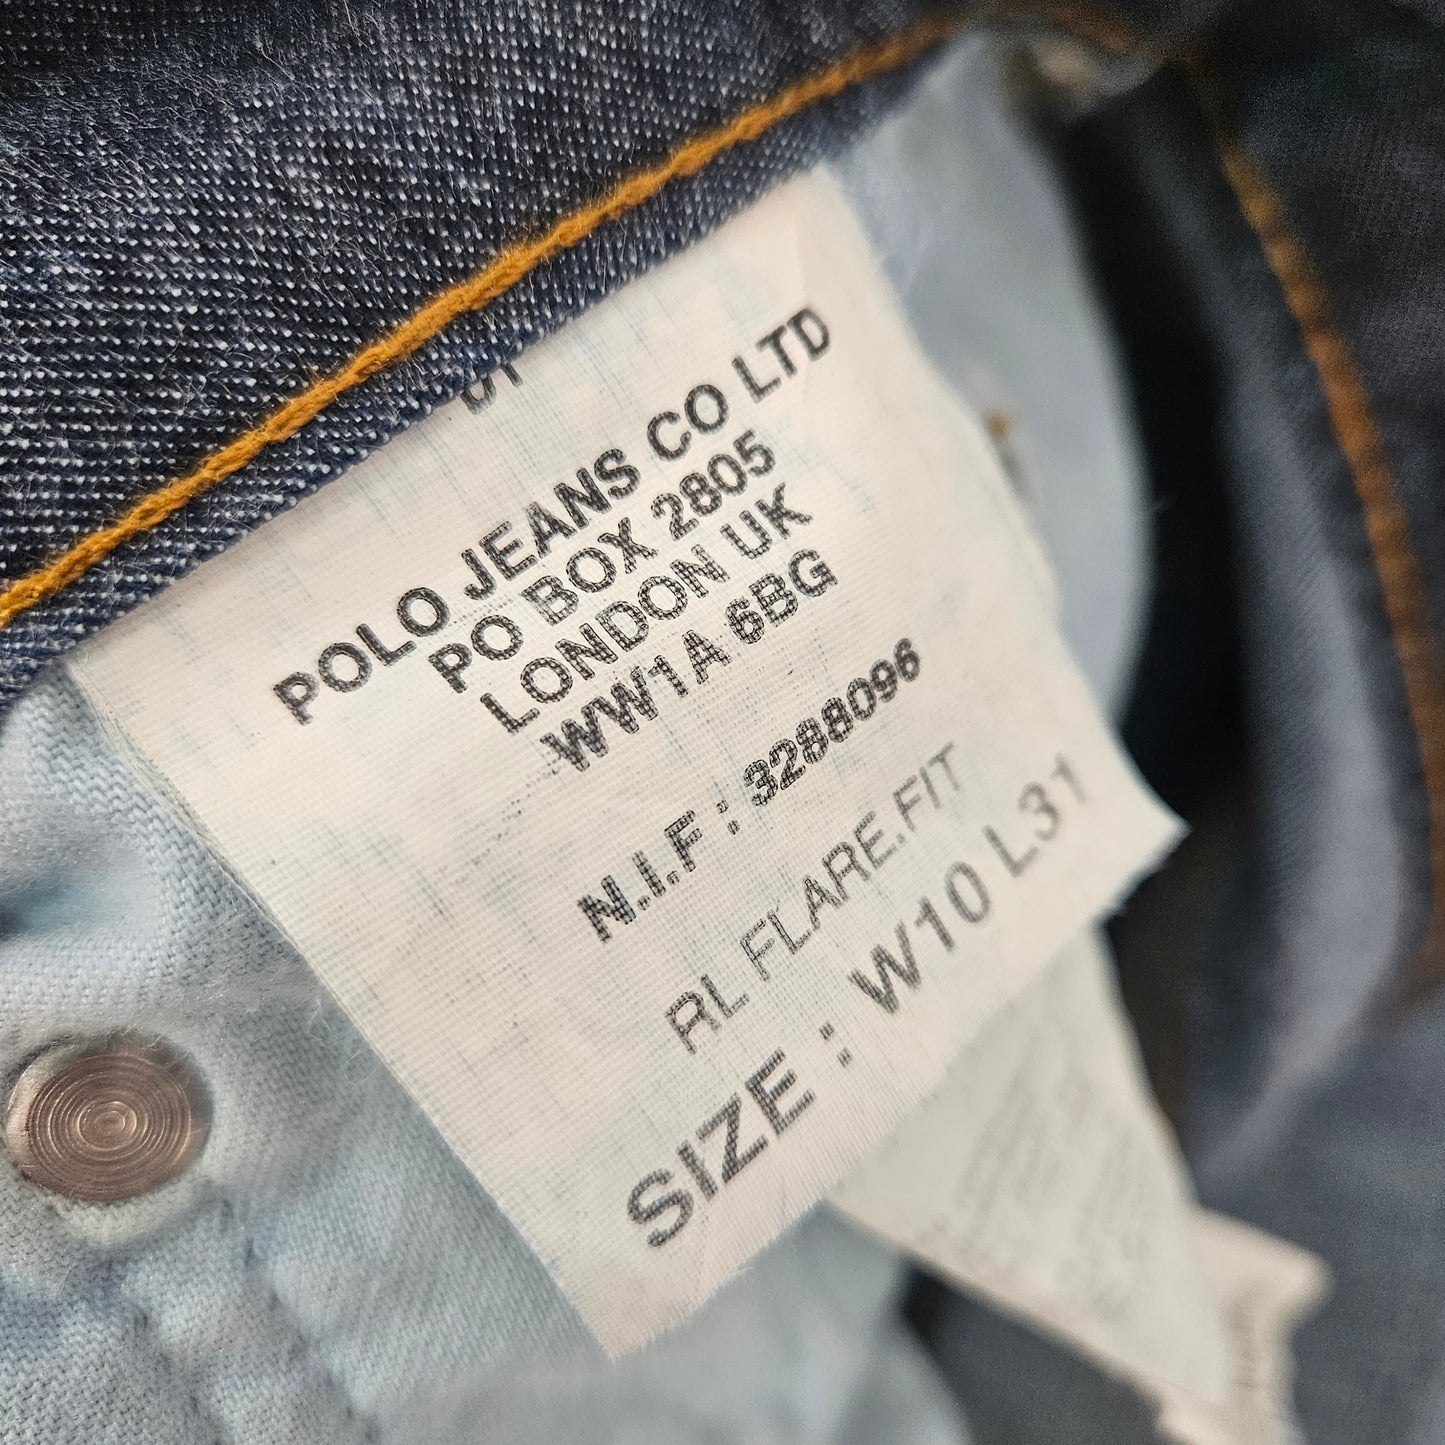 POLO JEANS CO LTD
PO BOX 2805
LONDON UK
WW1A 6BG
N.I.F : 3288096
RL FLARE.FIT
SIZE : W10 L31